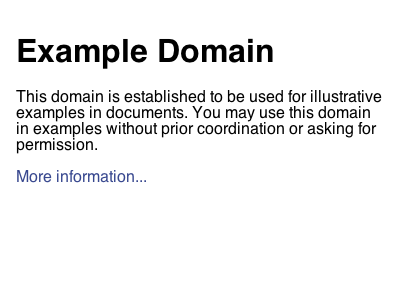 Example Domain
This domain is established to be used for illustrative
examples in documents. You may use this domain
in examples without prior coordination or asking for
permission.
More information...